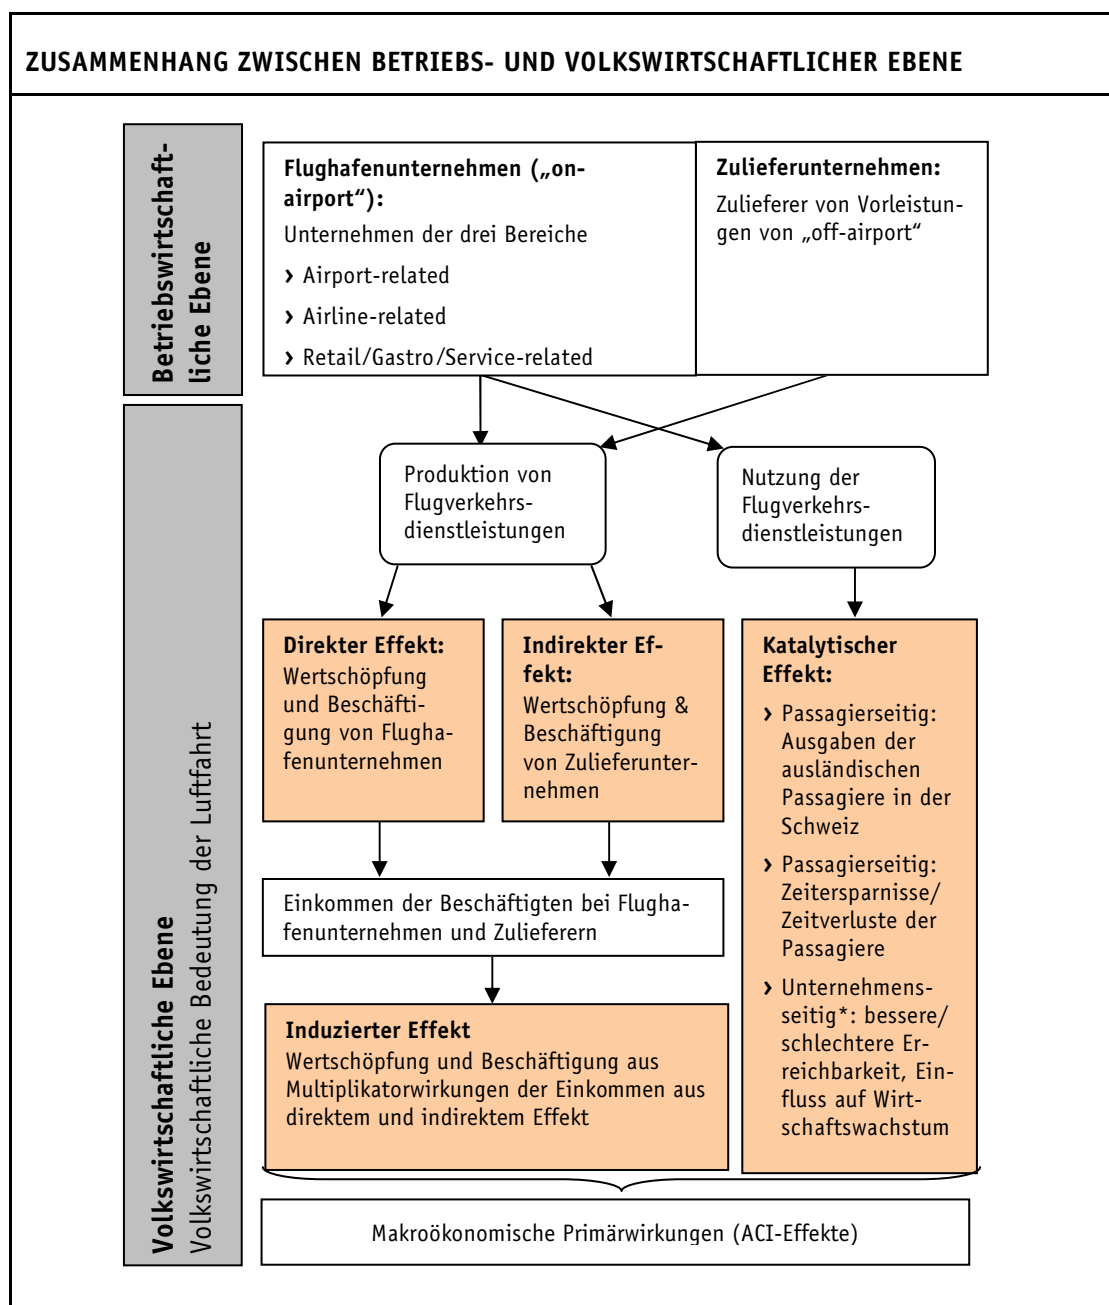 ZUSAMMENHANG ZWISCHEN BETRIEBS- UND VOLKSWIRTSCHAFTLICHER EBENE
Betriebswirtschaft-
liche Ebene
Flughafenunternehmen („on-
airport“):
Unternehmen der drei Bereiche
› Airport-related
› Airline-related
› Retail/Gastro/Service-related
Zulieferunternehmen:
Zulieferer von Vorleistun-
gen von „off-airport“
Volkswirtschaftliche Ebene
Volkswirtschaftliche Bedeutung der Luftfahrt
Produktion von
Flugverkehrs-
dienstleistungen
Nutzung der
Flugverkehrs-
dienstleistungen
Direkter Effekt:
Wertschöpfung
und Beschäfti-
gung von Flugha-
fenunternehmen
Indirekter Ef-
fekt:
Wertschöpfung &
Beschäftigung
von Zulieferunter-
nehmen
Katalytischer
Effekt:
› Passagierseitig:
Ausgaben der
ausländischen
Passagiere in der
Schweiz
› Passagierseitig:
Zeitersparnisse/
Zeitverluste der
Passagiere
› Unternehmens-
seitig*: bessere/
schlechtere Er-
reichbarkeit, Ein-
fluss auf Wirt-
schaftswachstum
Einkommen der Beschäftigten bei Flugha-
fenunternehmen und Zulieferern
Induzierter Effekt
Wertschöpfung und Beschäftigung aus
Multiplikatorwirkungen der Einkommen aus
direktem und indirektem Effekt
Makroökonomische Primärwirkungen (ACI-Effekte)